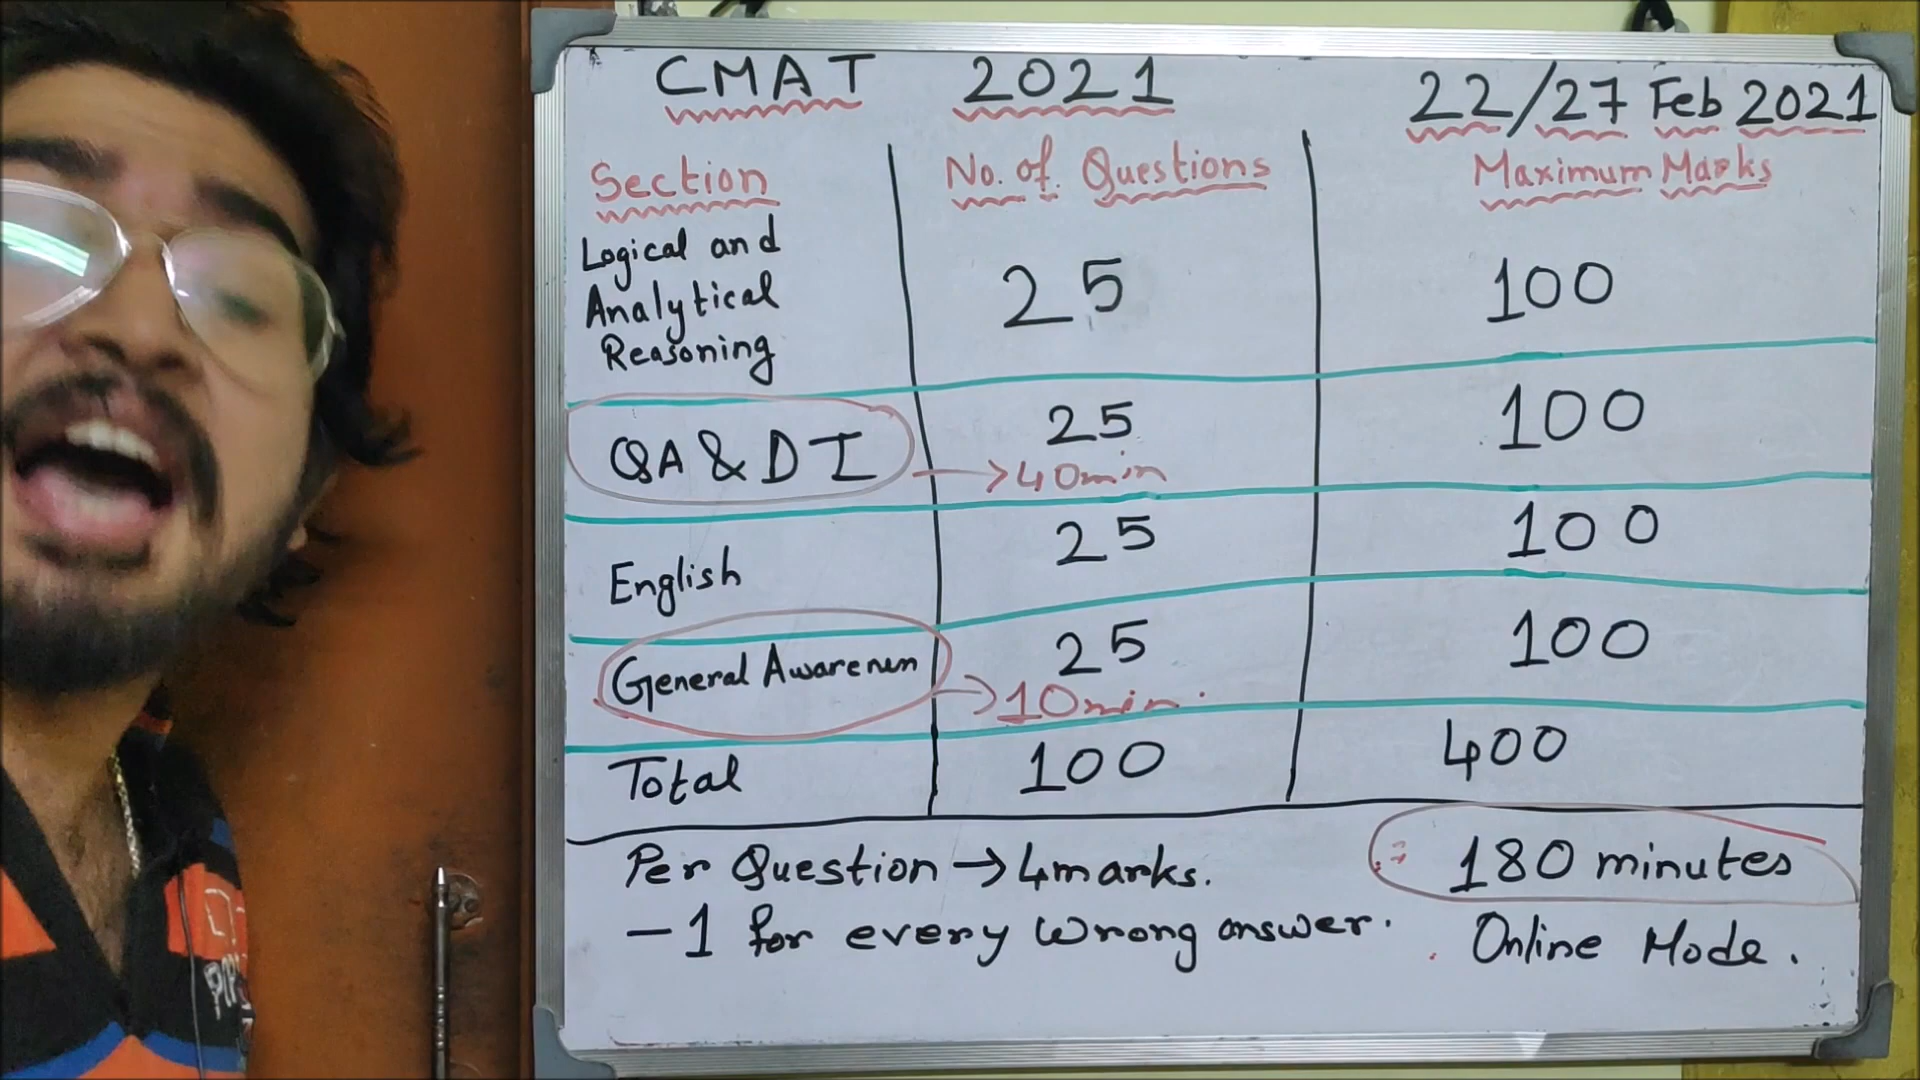 CMAT 2021 22/27 Feb 2021
Section No. of Questions Maximum Marks
Logical and
Analytical
Reasoning
25 100
QA & DI 25 100
→ 40min
English 25 100
General Awareness 25 100
→ 10min.
Total 100 400
Per Question → 4marks. 180 minutes
-1 for every wrong answer. Online Mode.